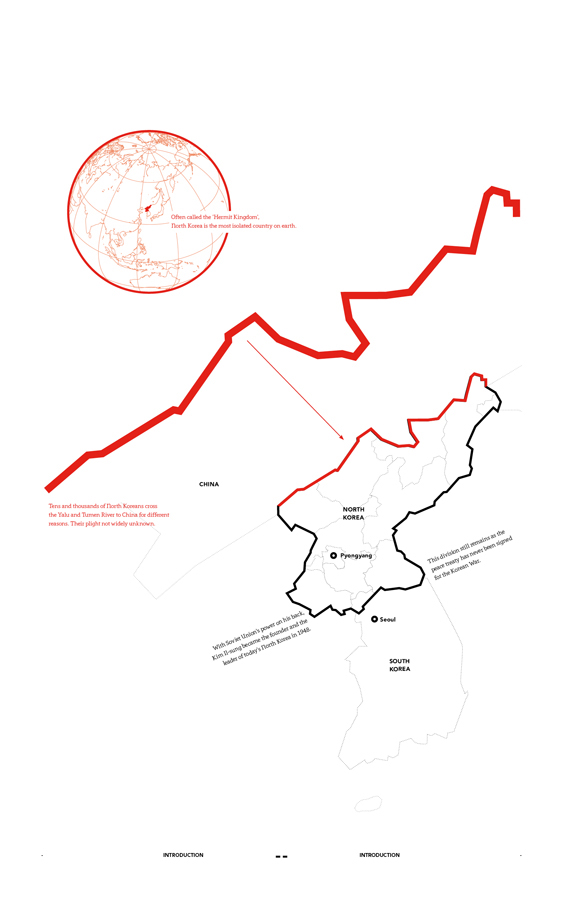 Often called the 'Hermit Kingdom',
North Korea is the most isolated country on earth.
CHINA
Tens and thousands of North Koreans cross
the Yalu and Tumen River to China for different
reasons. Their plight not widely unknown.
NORTH
KOREA
Pyengyang
This division still remains as the
peace treaty has never been signed
for the Korean War.
With Soviet Union's power on his back,
Kim Il-sung became the founder and the
leader of today's North Korea in 1948.
Seoul
SOUTH
KOREA
INTRODUCTION
INTRODUCTION